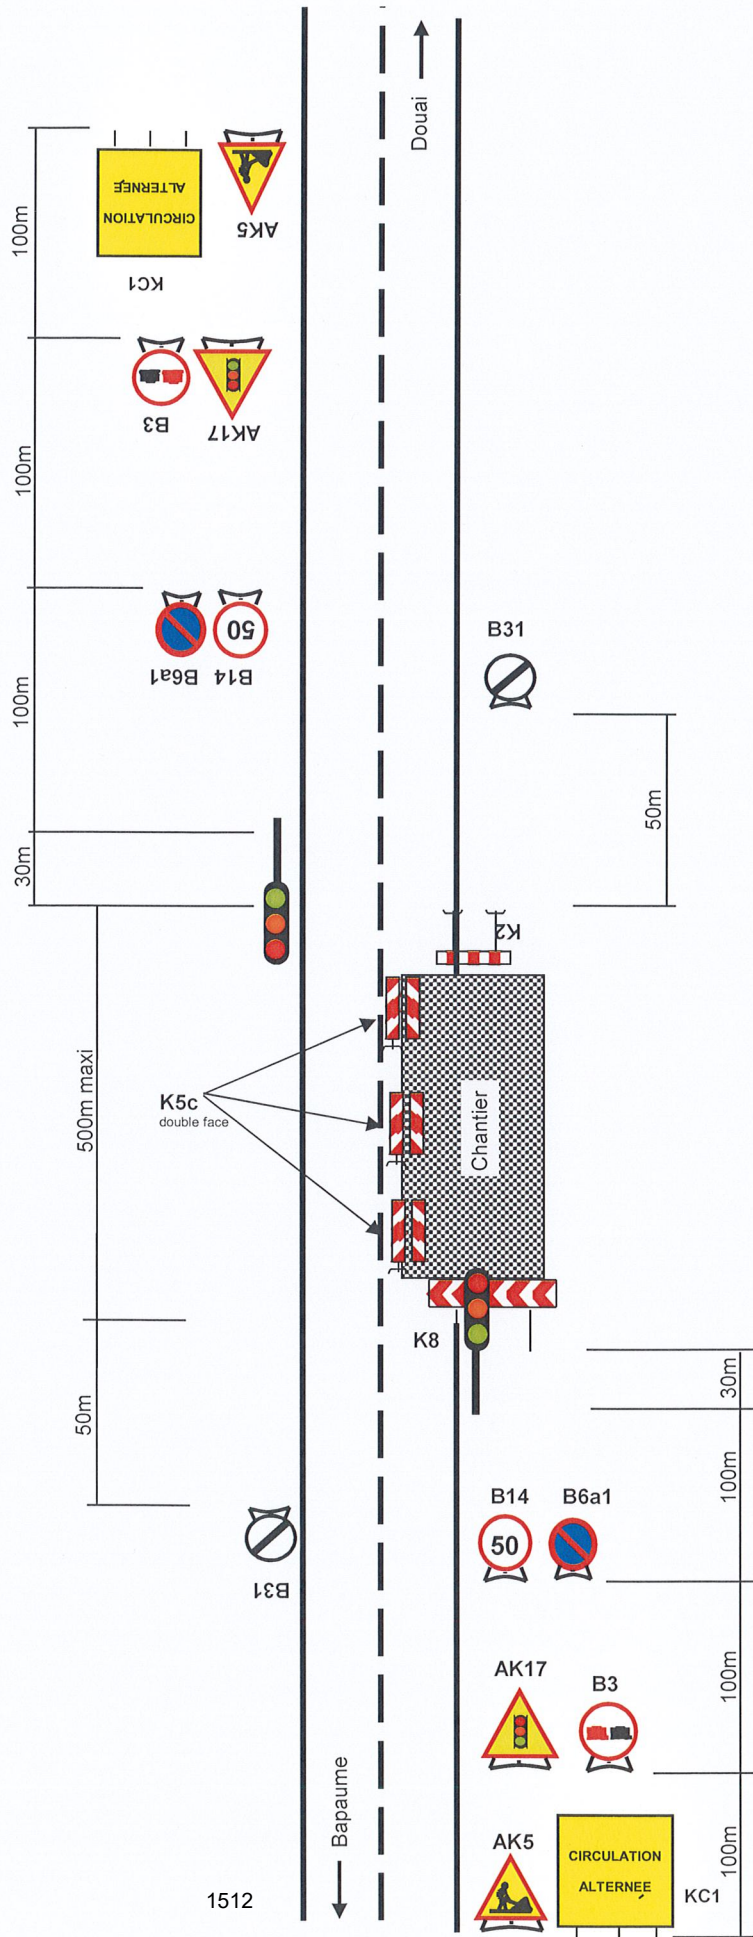 Douai
100m
CIRCULATION
ALTERNÉE
KC1
AK5
100m
B3
AK17
100m
50
B6a1
B14
B31
50m
30m
K2
500m maxi
K5c
double face
Chantier
K8
30m
50m
100m
B14
B6a1
50
B31
100m
AK17
B3
Bapaume
100m
AK5
CIRCULATION
ALTERNÉE
KC1
1512